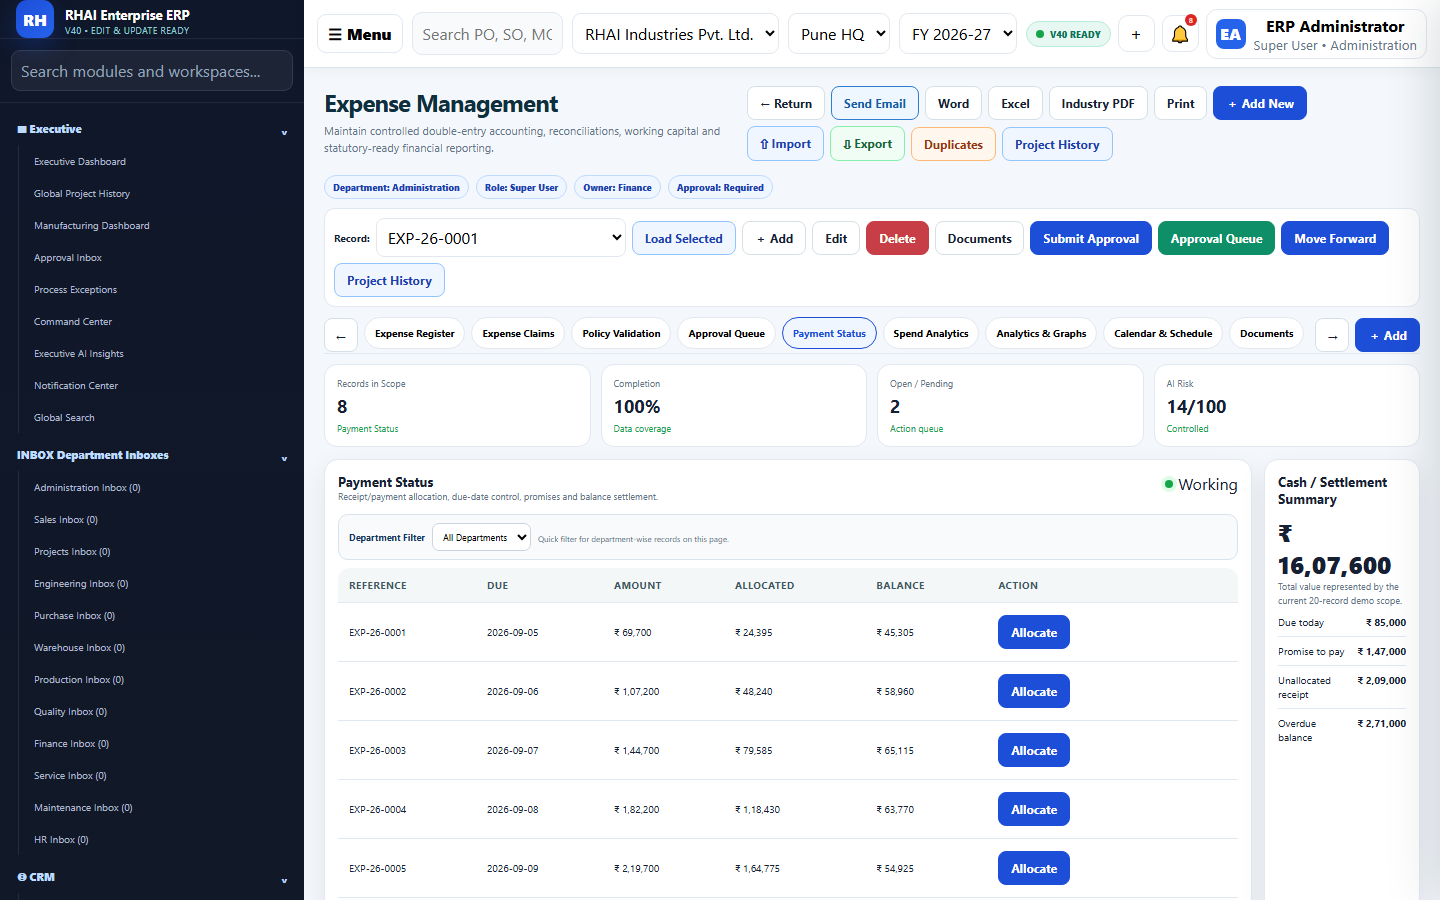 RH
RHAI Enterprise ERP
V40 • EDIT & UPDATE READY
Search modules and workspaces...
Executive
Executive Dashboard
Global Project History
Manufacturing Dashboard
Approval Inbox
Process Exceptions
Command Center
Executive AI Insights
Notification Center
Global Search
INBOX Department Inboxes
Administration Inbox (0)
Sales Inbox (0)
Projects Inbox (0)
Engineering Inbox (0)
Purchase Inbox (0)
Warehouse Inbox (0)
Production Inbox (0)
Quality Inbox (0)
Finance Inbox (0)
Service Inbox (0)
Maintenance Inbox (0)
HR Inbox (0)
CRM
☰ Menu
Search PO, SO, MO
RHAI Industries Pvt. Ltd.
Pune HQ
FY 2026-27
V40 READY
+
8
EA
ERP Administrator
Super User • Administration
Expense Management
Maintain controlled double-entry accounting, reconciliations, working capital and
statutory-ready financial reporting.
← Return
Send Email
Word
Excel
Industry PDF
Print
+ Add New
⇧ Import
⇩ Export
Duplicates
Project History
Department: Administration
Role: Super User
Owner: Finance
Approval: Required
Record:
EXP-26-0001
Load Selected
+ Add
Edit
Delete
Documents
Submit Approval
Approval Queue
Move Forward
Project History
←
Expense Register
Expense Claims
Policy Validation
Approval Queue
Payment Status
Spend Analytics
Analytics & Graphs
Calendar & Schedule
Documents
→
+ Add
Records in Scope
8
Payment Status
Completion
100%
Data coverage
Open / Pending
2
Action queue
AI Risk
14/100
Controlled
Payment Status
Receipt/payment allocation, due-date control, promises and balance settlement.
Working
Department Filter
All Departments
Quick filter for department-wise records on this page.
REFERENCE DUE AMOUNT ALLOCATED BALANCE ACTION
EXP-26-0001 2026-09-05 ₹ 69,700 ₹ 24,395 ₹ 45,305 Allocate
EXP-26-0002 2026-09-06 ₹ 1,07,200 ₹ 48,240 ₹ 58,960 Allocate
EXP-26-0003 2026-09-07 ₹ 1,44,700 ₹ 79,585 ₹ 65,115 Allocate
EXP-26-0004 2026-09-08 ₹ 1,82,200 ₹ 1,18,430 ₹ 63,770 Allocate
EXP-26-0005 2026-09-09 ₹ 2,19,700 ₹ 1,64,775 ₹ 54,925 Allocate
Cash / Settlement
Summary
₹
16,07,600
Total value represented by the
current 20-record demo scope.
Due today ₹ 85,000
Promise to pay ₹ 1,47,000
Unallocated ₹ 2,09,000
receipt
Overdue ₹ 2,71,000
balance